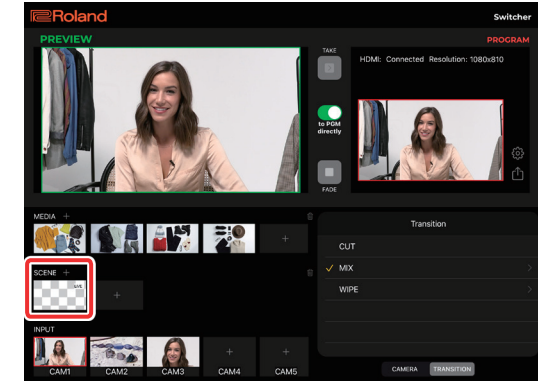 Roland
Switcher
PREVIEW
TAKE
PROGRAM
HDMI: Connected Resolution: 1080x810
to PGM
directly
FADE
MEDIA +
Transition
CUT
SCENE +
MIX
LIVE
WIPE
INPUT
CAM1 CAM2 CAM3 CAM4 CAM5
CAMERA TRANSITION